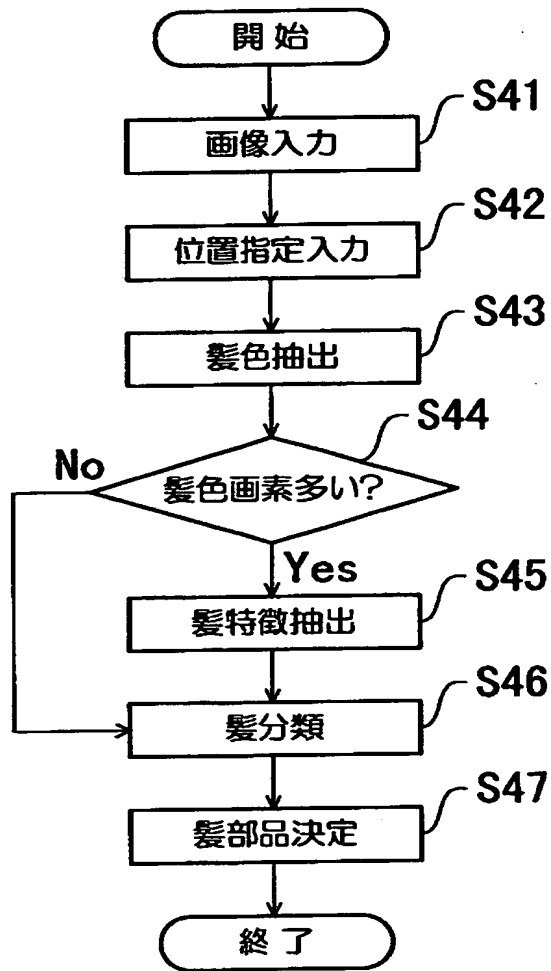 開始
S41
画像入力
S42
位置指定入力
S43
髪色抽出
S44
No
髪色画素多い?
Yes
S45
髪特徴抽出
S46
髪分類
S47
髪部品決定
終了